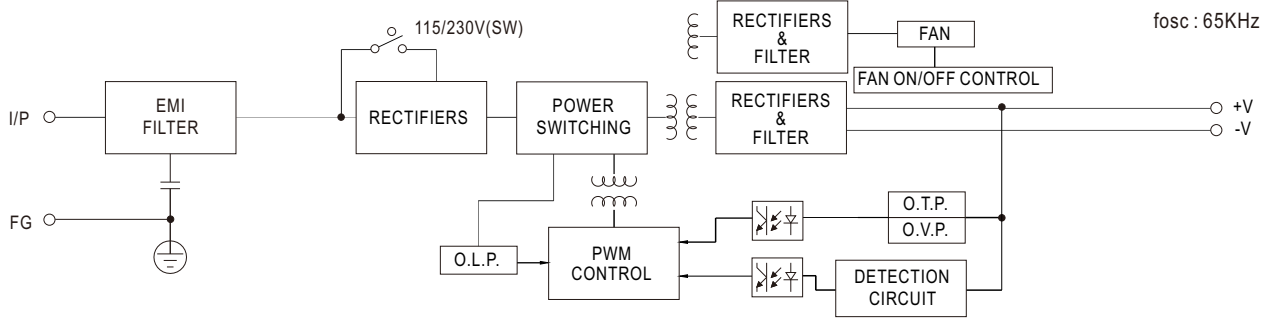 115/230V(SW)
RECTIFIERS
&
FILTER
FAN
FAN ON/OFF CONTROL
fosc : 65KHz
I/P
EMI
FILTER
RECTIFIERS
POWER
SWITCHING
RECTIFIERS
&
FILTER
+V
-V
FG
O.L.P.
PWM
CONTROL
O.T.P.
O.V.P.
DETECTION
CIRCUIT